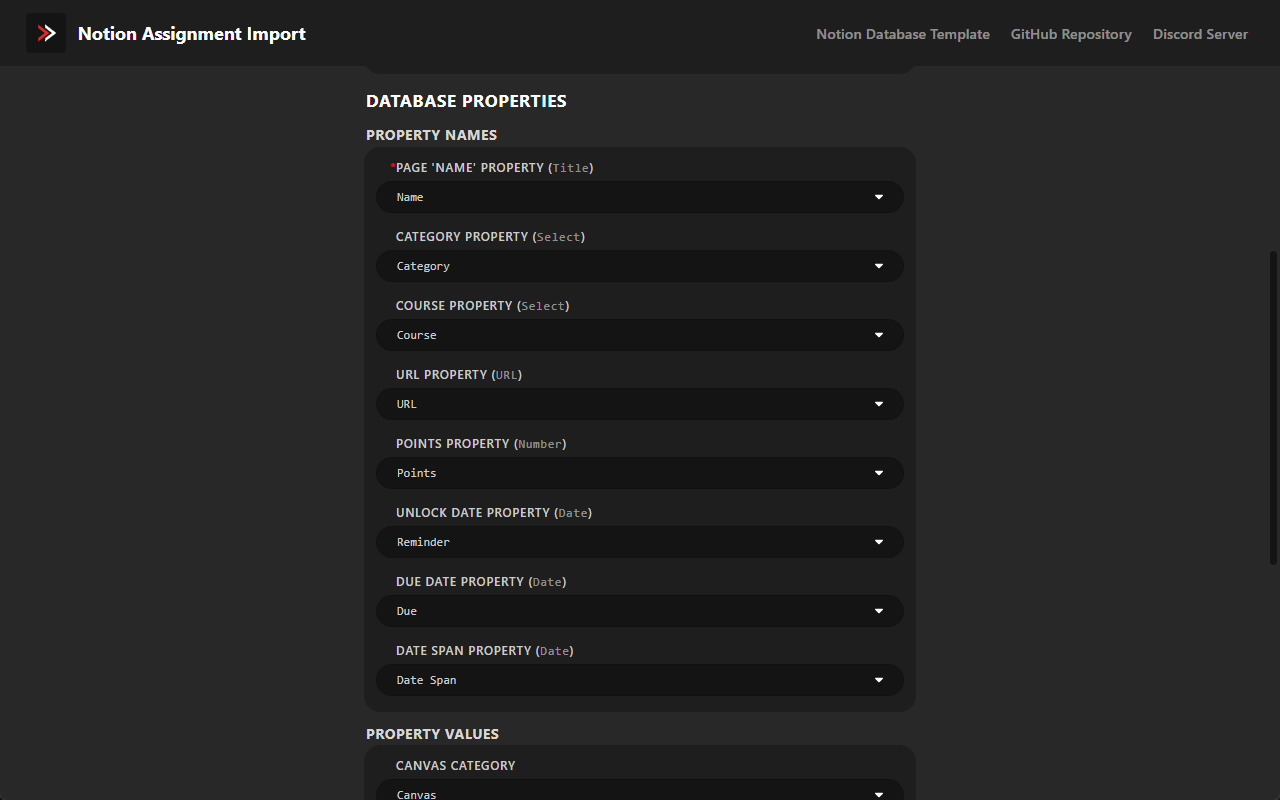 Notion Assignment Import
Notion Database Template GitHub Repository Discord Server
DATABASE PROPERTIES
PROPERTY NAMES
*PAGE 'NAME' PROPERTY (Title)
Name
CATEGORY PROPERTY (Select)
Category
COURSE PROPERTY (Select)
Course
URL PROPERTY (URL)
URL
POINTS PROPERTY (Number)
Points
UNLOCK DATE PROPERTY (Date)
Reminder
DUE DATE PROPERTY (Date)
Due
DATE SPAN PROPERTY (Date)
Date Span
PROPERTY VALUES
CANVAS CATEGORY
Canvas